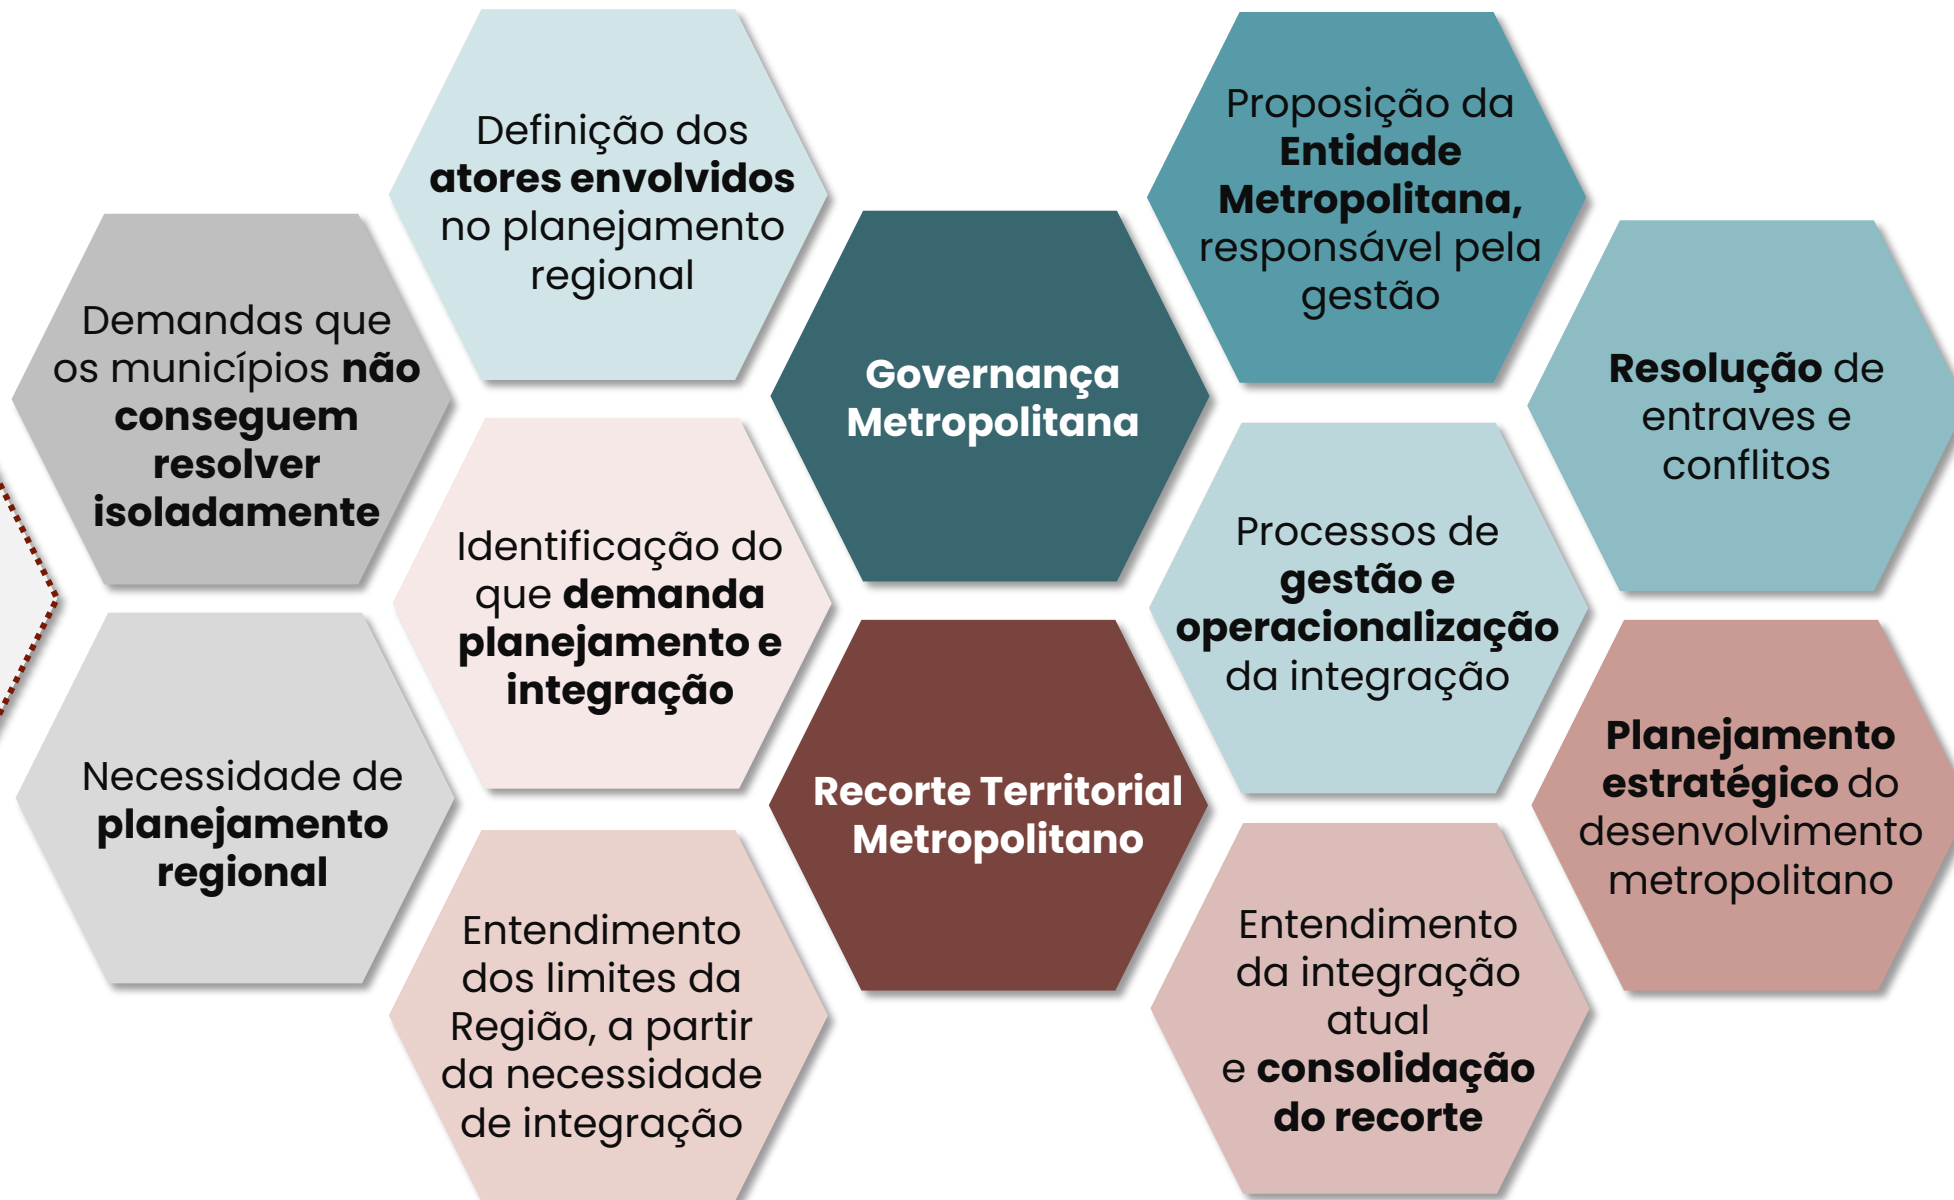 Demandas que
os municípios não
conseguem
resolver
isoladamente
Necessidade de
planejamento
regional
Definição dos
atores envolvidos
no planejamento
regional
Identificação do
que demanda
planejamento e
integração
Entendimento
dos limites da
Região, a partir
da necessidade
de integração
Governança
Metropolitana
Recorte Territorial
Metropolitano
Proposição da
Entidade
Metropolitana,
responsável pela
gestão
Processos de
gestão e
operacionalização
da integração
Entendimento
da integração
atual
e consolidação
do recorte
Resolução de
entraves e
conflitos
Planejamento
estratégico do
desenvolvimento
metropolitano